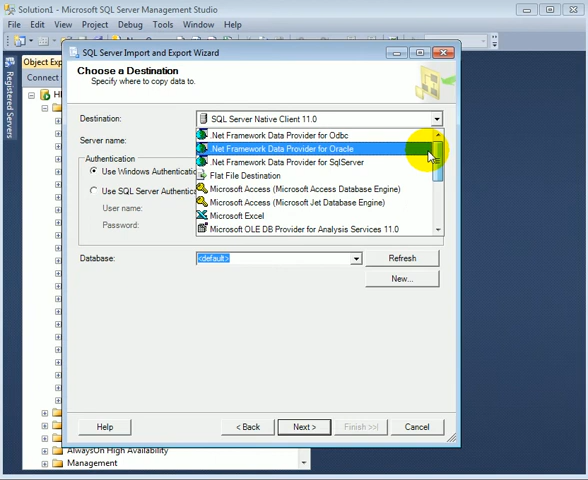 Solution1 - Microsoft SQL Server Management Studio
File Edit View Project Debug Tools Window Help
SQL Server Import and Export Wizard
Object Exp
Choose a Destination
Specify where to copy data to.
Connect
Registered Servers
Destination: SQL Server Native Client 11.0
Server name:
.Net Framework Data Provider for Odbc
.Net Framework Data Provider for Oracle
.Net Framework Data Provider for SqlServer
Authentication
Use Windows Authenticatio
Flat File Destination
Use SQL Server Authentica
Microsoft Access (Microsoft Access Database Engine)
User name:
Microsoft Access (Microsoft Jet Database Engine)
Microsoft Excel
Password:
Microsoft OLE DB Provider for Analysis Services 11.0
Database: <default> Refresh
New...
Help < Back Next > Finish >>| Cancel
AlwaysOn High Availability
Management